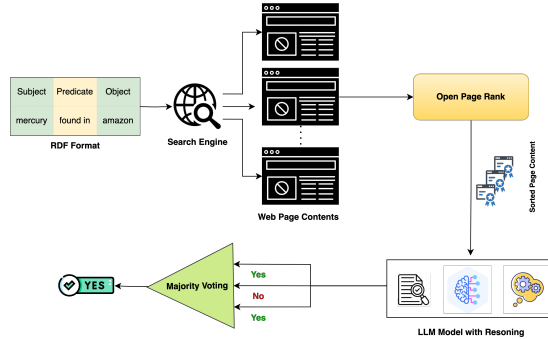 Subject Predicate Object
mercury found in amazon
RDF Format
Search Engine
Web Page Contents
Open Page Rank
Sorted Page Content
LLM Model with Resoning
Yes
No
Yes
Majority Voting
YES